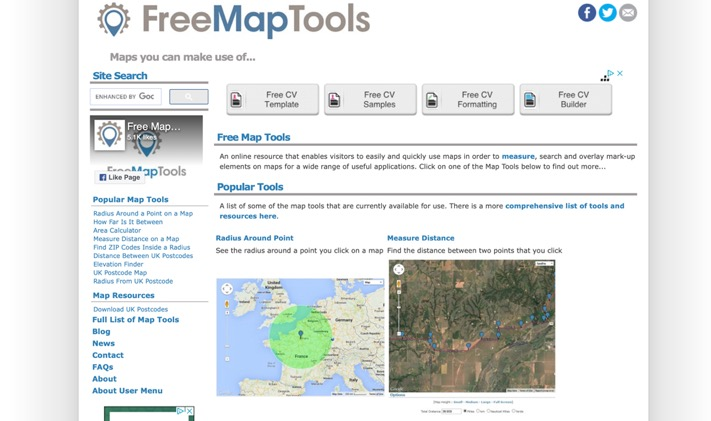 FreeMapTools
Maps you can make use of...
Site Search
ENHANCED BY Goo
Free CV Template
Free CV Samples
Free CV Formatting
Free CV Builder
Free Map...
5.1K likes
Free Map Tools
Like Page
Popular Map Tools
Radius Around a Point on a Map
How Far Is It Between
Area Calculator
Measure Distance on a Map
Find ZIP Codes Inside a Radius
Distance Between UK Postcodes
Elevation Finder
UK Postcode Map
Radius From UK Postcode
Map Resources
Download UK Postcodes
Full List of Map Tools
Blog
News
Contact
FAQs
About
About User Menu
Free Map Tools
An online resource that enables visitors to easily and quickly use maps in order to measure, search and overlay mark-up
elements on maps for a wide range of useful applications. Click on one of the Map Tools below to find out more...
Popular Tools
A list of some of the map tools that are currently available for use. There is a more comprehensive list of tools and
resources here.
Radius Around Point
See the radius around a point you click on a map
United Kingdom
Germany
France
Italy
Measure Distance
Find the distance between two points that you click